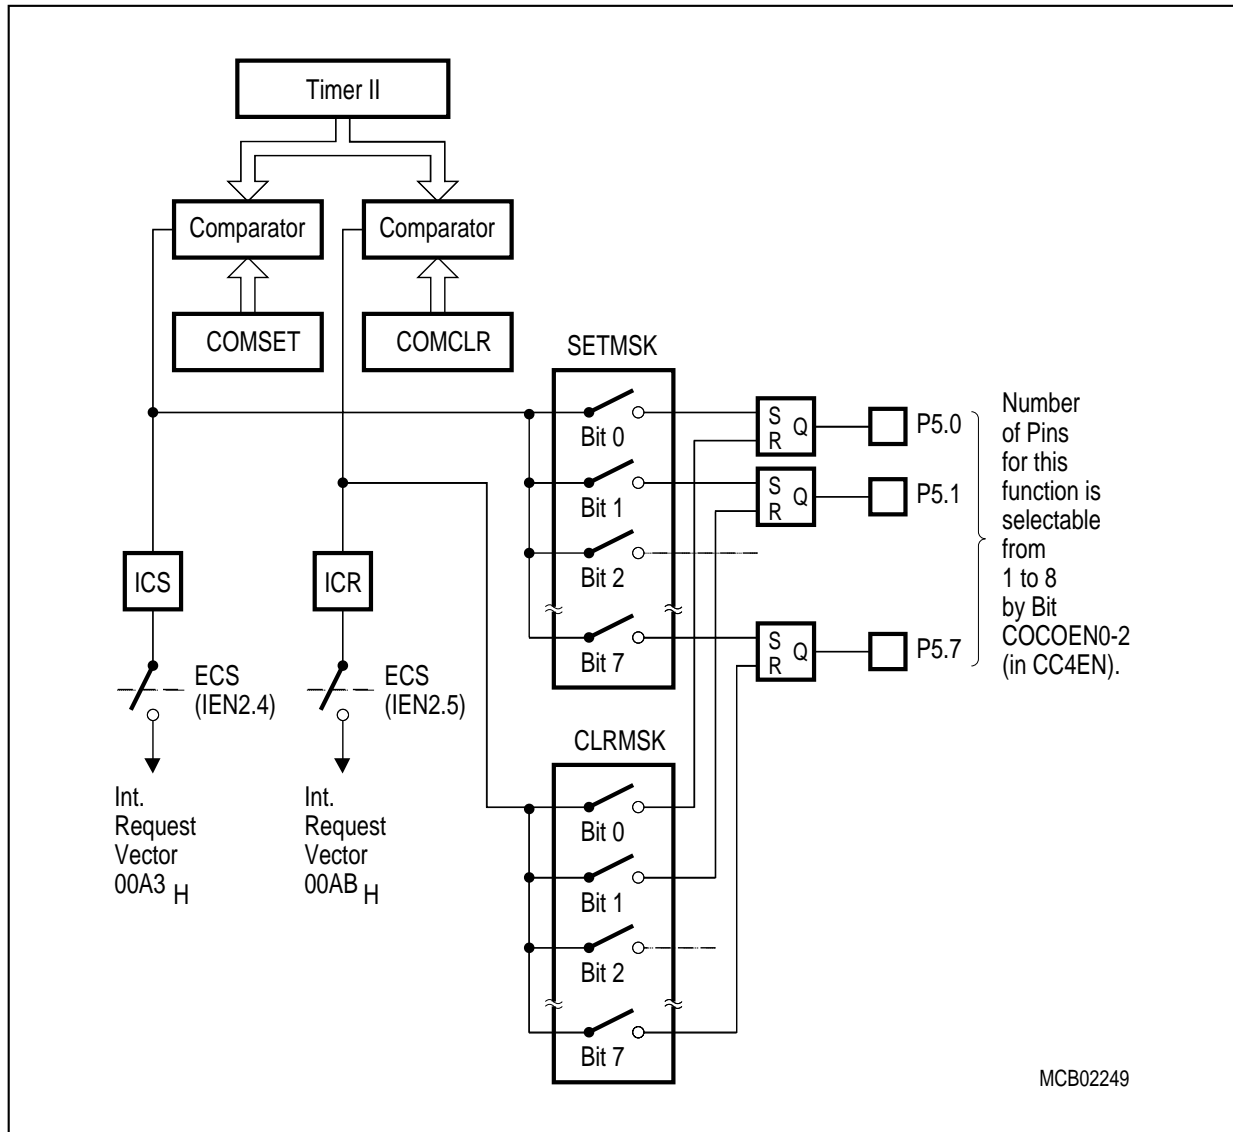 Timer II
Comparator
Comparator
COMSET
COMCLR
SETMSK
Bit 0
Bit 1
Bit 2
Bit 7
S
R
Q
P5.0
S
R
Q
P5.1
S
R
Q
P5.7
Number
of Pins
for this
function is
selectable
from
1 to 8
by Bit
COCOEN0-2
(in CC4EN).
ICS
ICR
ECS
(IEN2.4)
ECS
(IEN2.5)
Int.
Request
Vector
00A3 H
Int.
Request
Vector
00AB H
CLRMSK
Bit 0
Bit 1
Bit 2
Bit 7
MCB02249